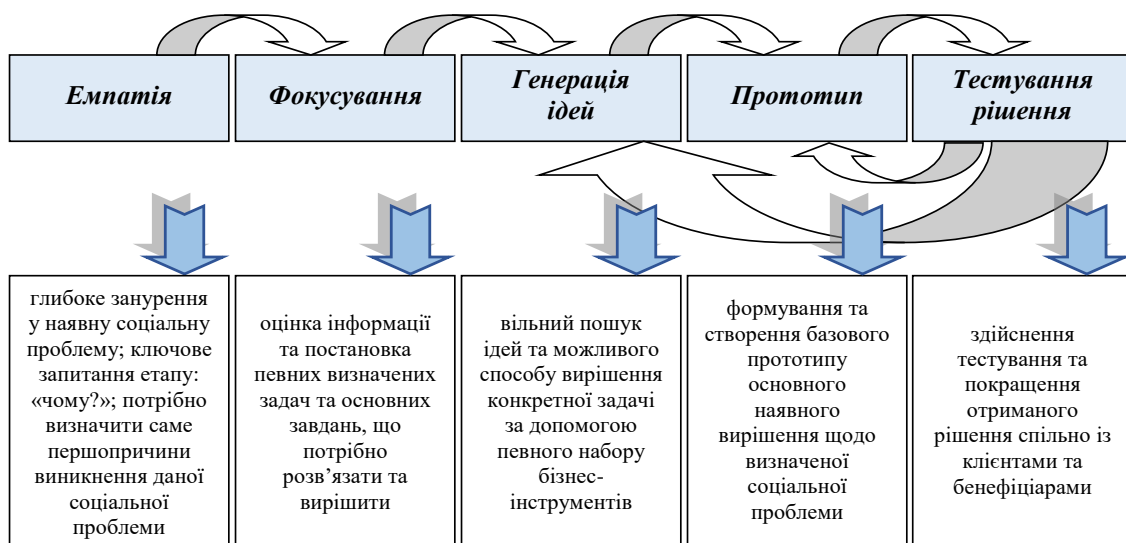 Емпатія
Фокусування
Генерація
ідей
Прототип
Тестування
рішення
глибоке занурення
у наявну соціальну
проблему; ключове
запитання етапу:
«чому?»; потрібно
визначити саме
першопричини
виникнення даної
соціальної
проблеми
оцінка інформації
та постановка
певних визначених
задач та основних
завдань, що
потрібно
розв’язати та
вирішити
вільний пошук
ідей та можливого
способу вирішення
конкретної задачі
за допомогою
певного набору
бізнес-
інструментів
формування та
створення базового
прототипу
основного
наявного
вирішення щодо
визначеної
соціальної
проблеми
здійснення
тестування та
покращення
отриманого
рішення спільно із
клієнтами та
бенефіціарами